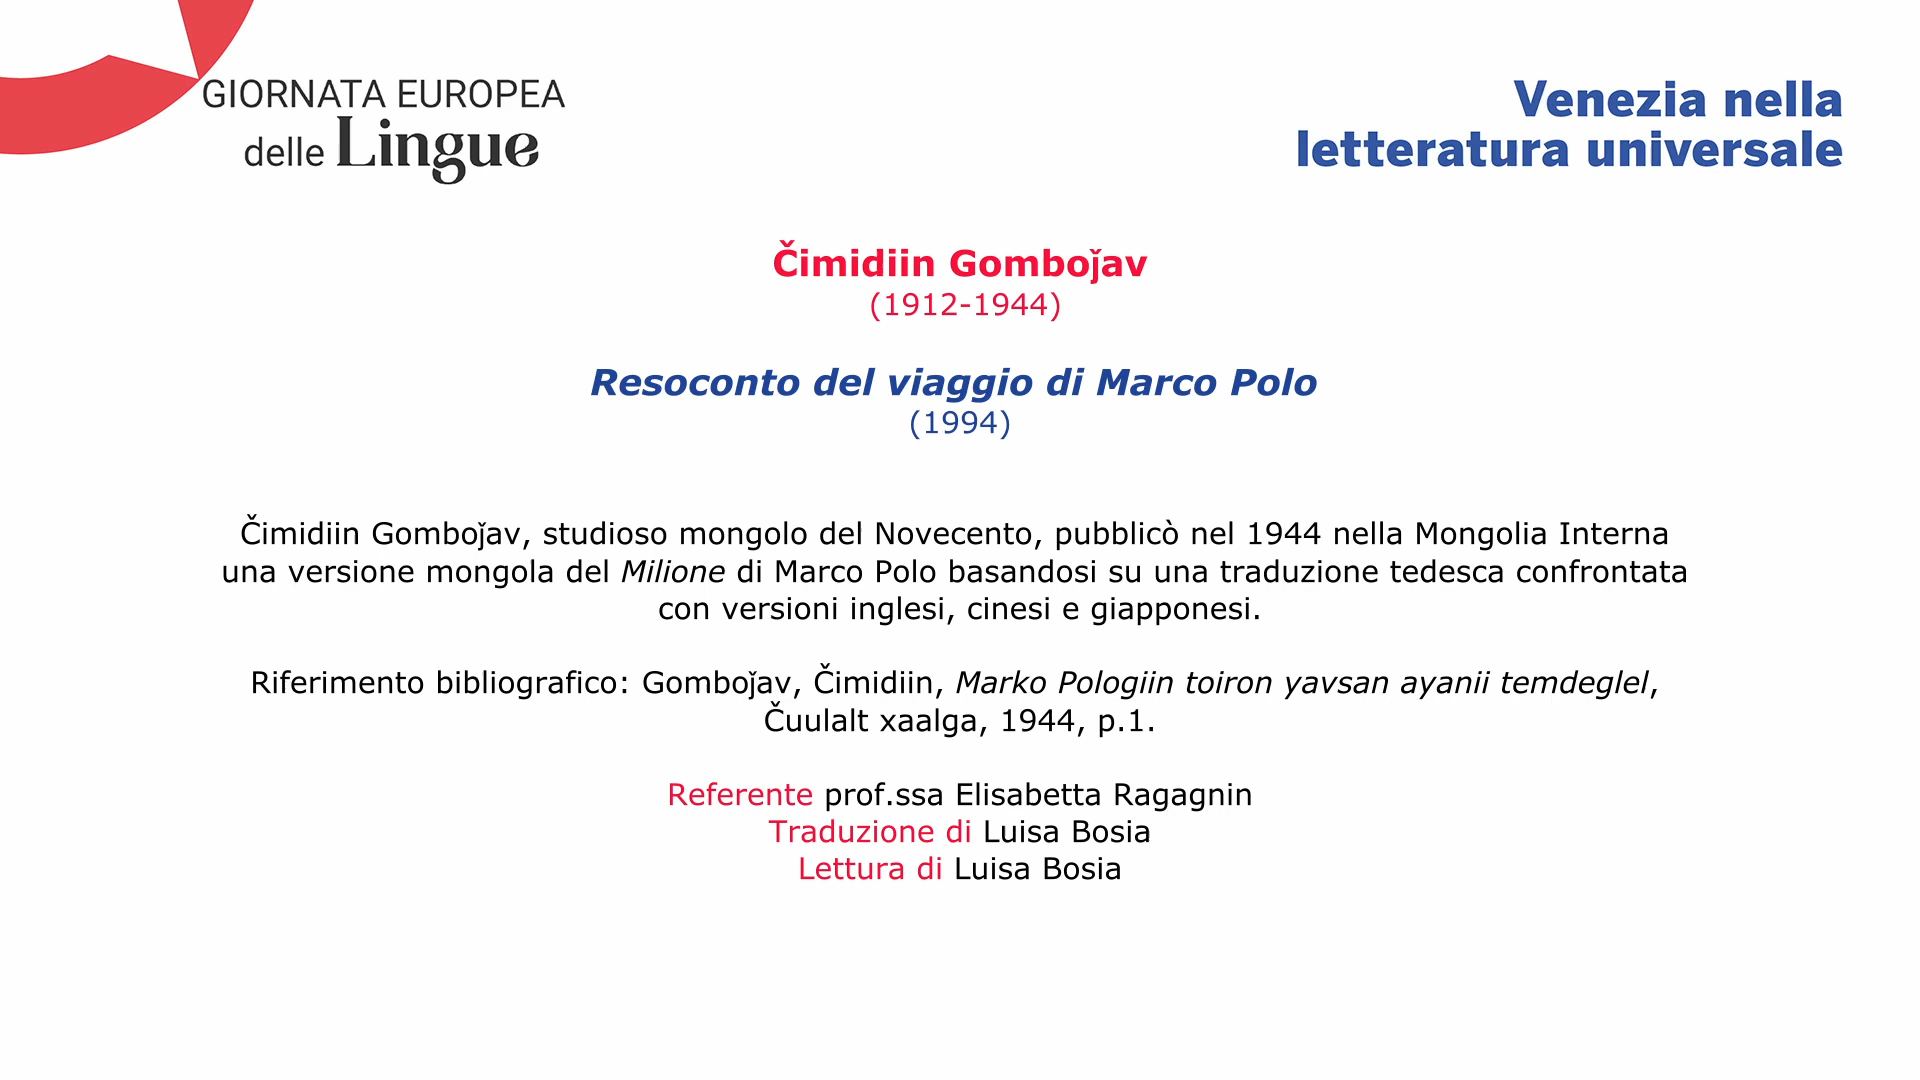 GIORNATA EUROPEA
delle Lingue
Venezia nella
letteratura universale
Čimidiin Gomboǰav
(1912-1944)
Resoconto del viaggio di Marco Polo
(1994)
Čimidiin Gomboǰav, studioso mongolo del Novecento, pubblicò nel 1944 nella Mongolia Interna
una versione mongola del Milione di Marco Polo basandosi su una traduzione tedesca confrontata
con versioni inglesi, cinesi e giapponesi.
Riferimento bibliografico: Gomboǰav, Čimidiin, Marko Pologiin toiron yavsan ayanii temdeglel,
Čuulalt xaalga, 1944, p.1.
Referente prof.ssa Elisabetta Ragagnin
Traduzione di Luisa Bosia
Lettura di Luisa Bosia